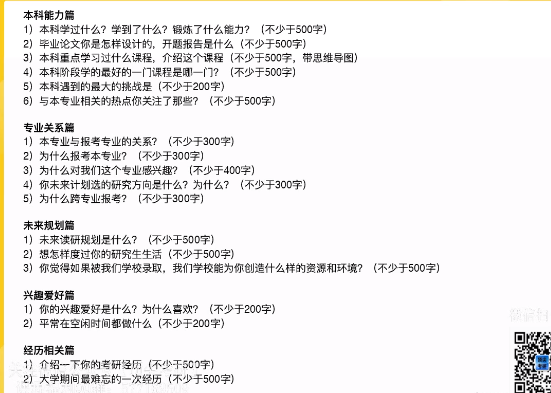 本科能力篇
1）本科学过什么？学到了什么？锻炼了什么能力？（不少于500字）
2）毕业论文你是怎样设计的，开题报告是什么（不少于500字）
3）本科重点学习过什么课程，介绍这个课程（不少于500字，带思维导图）
4）本科阶段学的最好的一门课程是哪一门？（不少于500字）
5）本科遇到的最大的挑战是（不少于200字）
6）与本专业相关的热点你关注了那些？（不少于500字）
专业关系篇
1）本专业与报考专业的关系？（不少于300字）
2）为什么报考本专业？（不少于300字）
3）为什么对我们这个专业感兴趣？（不少于400字）
4）你未来计划选的研究方向是什么？为什么？（不少于300字）
5）为什么跨专业报考？（不少于300字）
未来规划篇
1）未来读研规划是什么？（不少于500字）
2）想怎样度过你的研究生生活（不少于500字）
3）你觉得如果被我们学校录取，我们学校能为你创造什么样的资源和环境？（不少于500字）
兴趣爱好篇
1）你的兴趣爱好是什么？为什么喜欢？（不少于200字）
2）平常在空闲时间都做什么（不少于200字）
经历相关篇
1）介绍一下你的考研经历（不少于500字）
2）大学期间最难忘的一次经历（不少于500字）